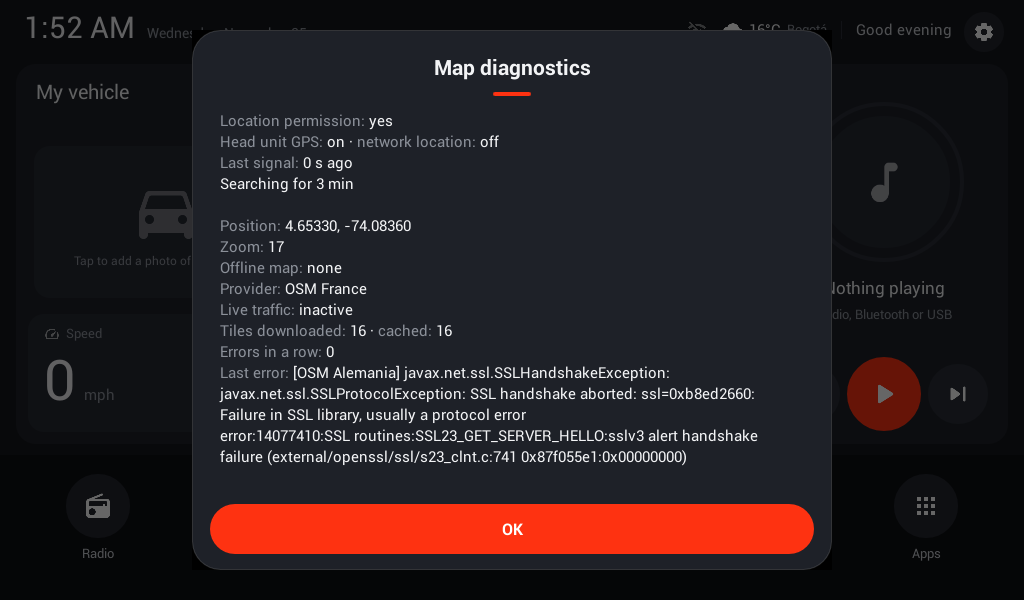 1:52 AM
16°C Bogotá
Good evening
Map diagnostics
My vehicle
Location permission: yes
Head unit GPS: on · network location: off
Last signal: 0 s ago
Searching for 3 min
Position: 4.65330, -74.08360
Zoom: 17
Offline map: none
Provider: OSM France
Live traffic: inactive
Tiles downloaded: 16 · cached: 16
Errors in a row: 0
Last error: [OSM Alemania] javax.net.ssl.SSLHandshakeException:
javax.net.ssl.SSLProtocolException: SSL handshake aborted: ssl=0xb8ed2660:
Failure in SSL library, usually a protocol error
error:14077410:SSL routines:SSL23_GET_SERVER_HELLO:sslv3 alert handshake
failure (external/openssl/ssl/s23_clnt.c:741 0x87f055e1:0x00000000)
OK
Tap to add a photo of
Speed
0 mph
Nothing playing
Bluetooth or USB
Radio
Apps